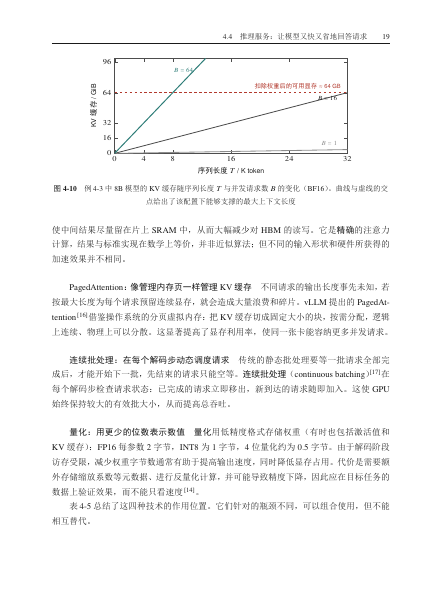 4.4 推理服务：让模型又快又省地回答请求 19
96
64
32
16
0
KV 缓存 / GiB
B = 64
扣除权重后的可用显存 = 64 GB
B = 16
B = 1
0 4 8 16 24 32
序列长度 T / K token
图 4-10 例 4-3 中 8B 模型的 KV 缓存随序列长度 T 与并发请求数 B 的变化（BF16）。曲线与虚线的交
点给出了该配置下能够支撑的最大上下文长度
使中间结果尽量留在片上 SRAM 中，从而大幅减少对 HBM 的读写。它是精确的注意力
计算，结果与标准实现在数学上等价，并非近似算法；但不同的输入形状和硬件所获得的
加速效果并不相同。
PagedAttention：像管理内存页一样管理 KV 缓存 不同请求的输出长度事先未知，若
按最大长度为每个请求预留连续显存，就会造成大量浪费和碎片。vLLM 提出的 PagedAt-
tention[16]借鉴操作系统的分页虚拟内存：把 KV 缓存切成固定大小的块，按需分配，逻辑
上连续、物理上可以分散。这显著提高了显存利用率，使同一张卡能容纳更多并发请求。
连续批处理：在每个解码步动态调度请求 传统的静态批处理要等一批请求全部完
成后，才能开始下一批，先结束的请求只能空等。连续批处理（continuous batching）[17]在
每个解码步检查请求状态：已完成的请求立即移出，新到达的请求随即加入。这使 GPU
始终保持较大的有效批大小，从而提高总吞吐。
量化：用更少的位数表示数值 量化用低精度格式存储权重（有时也包括激活值和
KV 缓存）：FP16 每参数 2 字节，INT8 为 1 字节，4 位量化约为 0.5 字节。由于解码阶段
访存受限，减少权重字节数通常有助于提高输出速度，同时降低显存占用。代价是需要额
外存储缩放系数等元数据、进行反量化计算，并可能导致精度下降，因此应在目标任务的
数据上验证效果，而不能只看速度[14]。
表 4-5 总结了这四种技术的作用位置。它们针对的瓶颈不同，可以组合使用，但不能
相互替代。